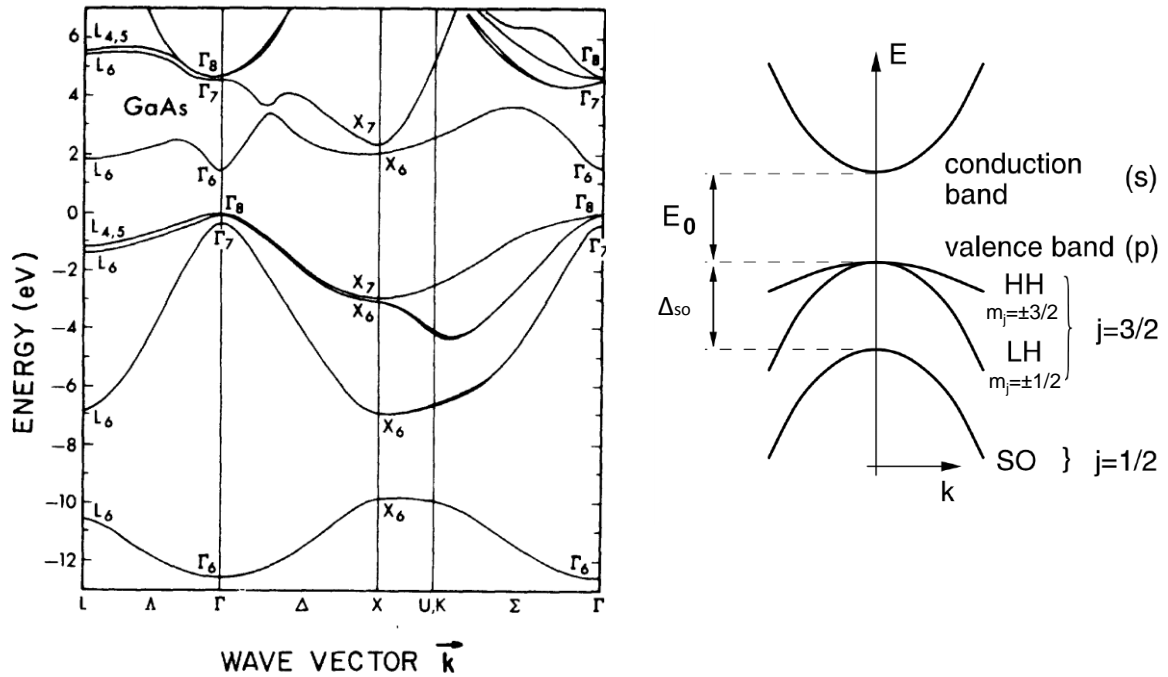 6
4
2
0
-2
-4
-6
-8
-10
-12
ENERGY (eV)
GaAs
L4,5
L6
L6
L4,5
L6
L6
L6
Γ8
Γ7
Γ6
Γ8
Γ7
Γ6
X7
X6
X7
X6
X6
X6
Γ8
Γ7
Γ6
Γ8
Γ7
Γ6
L Λ Γ Δ X U,K Σ Γ
WAVE VECTOR k
E
conduction band (s)
E0
valence band (p)
HH
mj=±3/2
ΔSO
j=3/2
LH
mj=±1/2
SO } j=1/2
k